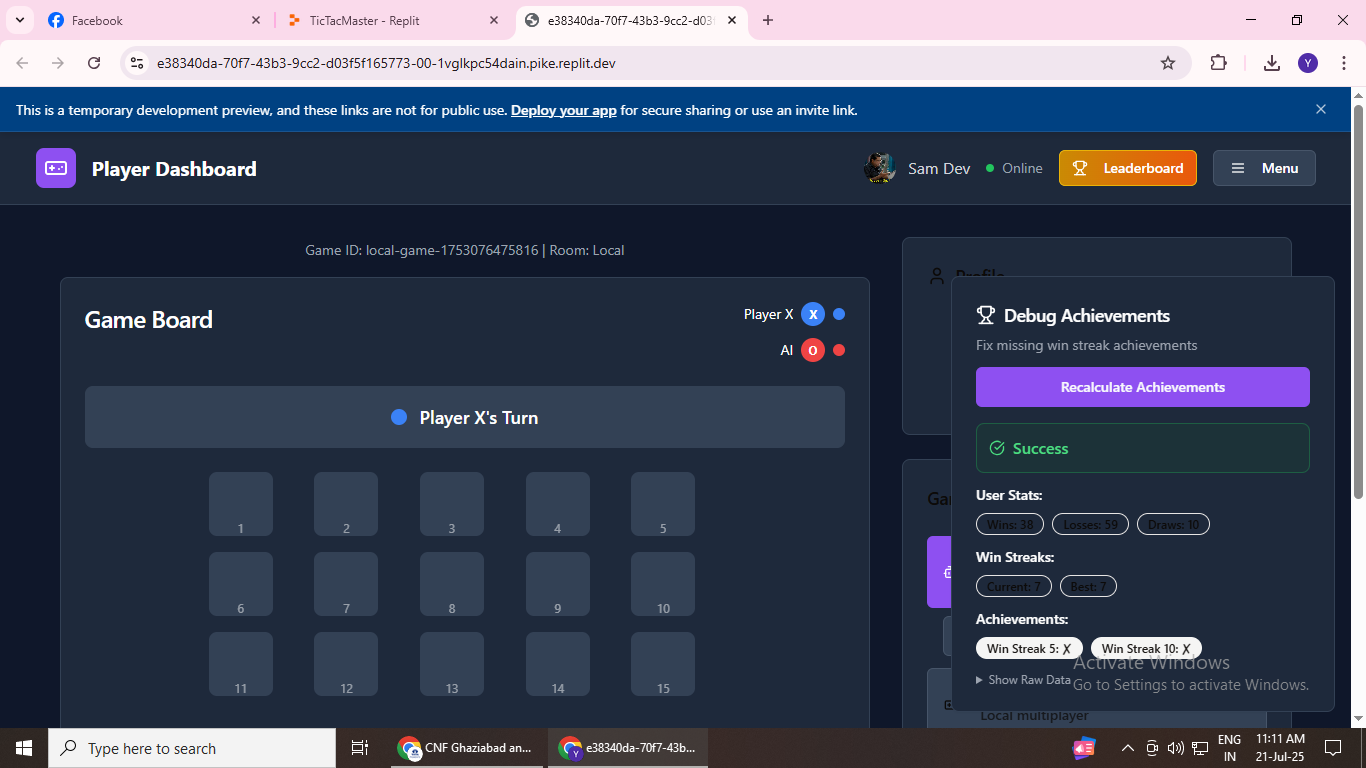 Facebook
TicTacMaster - Replit
e38340da-70f7-43b3-9cc2-d03f
e38340da-70f7-43b3-9cc2-d03f5f165773-00-1vglkpc54dain.pike.replit.dev
Y
This is a temporary development preview, and these links are not for public use. Deploy your app for secure sharing or use an invite link.
Player Dashboard
Sam Dev
Online
Leaderboard
Menu
Game ID: local-game-1753076475816 | Room: Local
Game Board
Player X X
AI O
Player X's Turn
1 2 3 4 5
6 7 8 9 10
11 12 13 14 15
Profile
Gam
Debug Achievements
Fix missing win streak achievements
Recalculate Achievements
Success
User Stats:
Wins: 38 Losses: 59 Draws: 10
Win Streaks:
Current: 7 Best: 7
Achievements:
Win Streak 5: ✗ Win Streak 10: ✗
Show Raw Data
Local multiplayer
Activate Windows
Go to Settings to activate Windows.
Type here to search
CNF Ghaziabad an...
e38340da-70f7-43b...
ENG
IN
11:11 AM
21-Jul-25